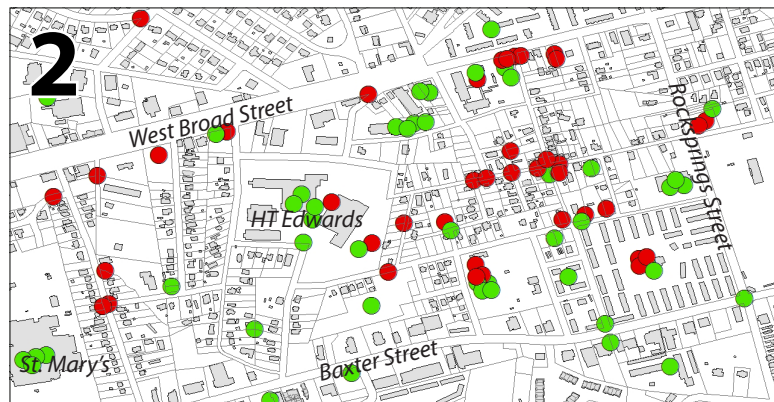 2
West Broad Street
Rocksprings Street
HT Edwards
St. Mary's
Baxter Street